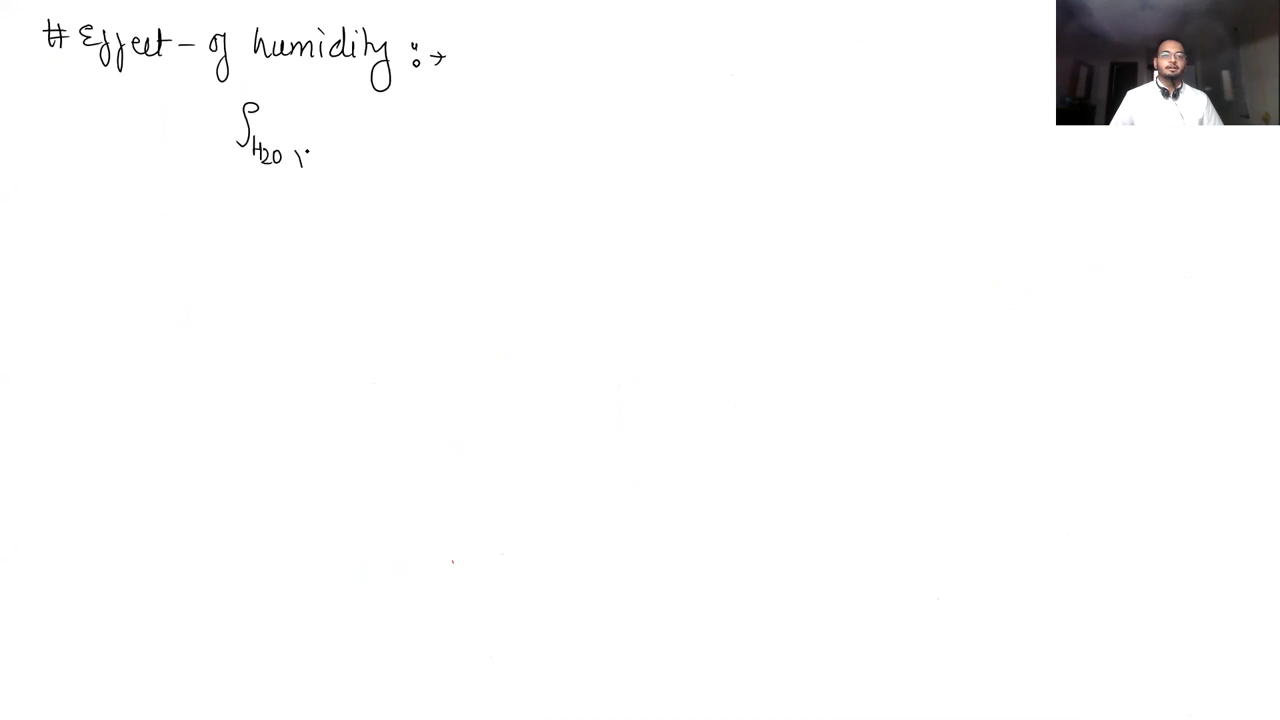 # Effect - of humidity :→
ρH2O